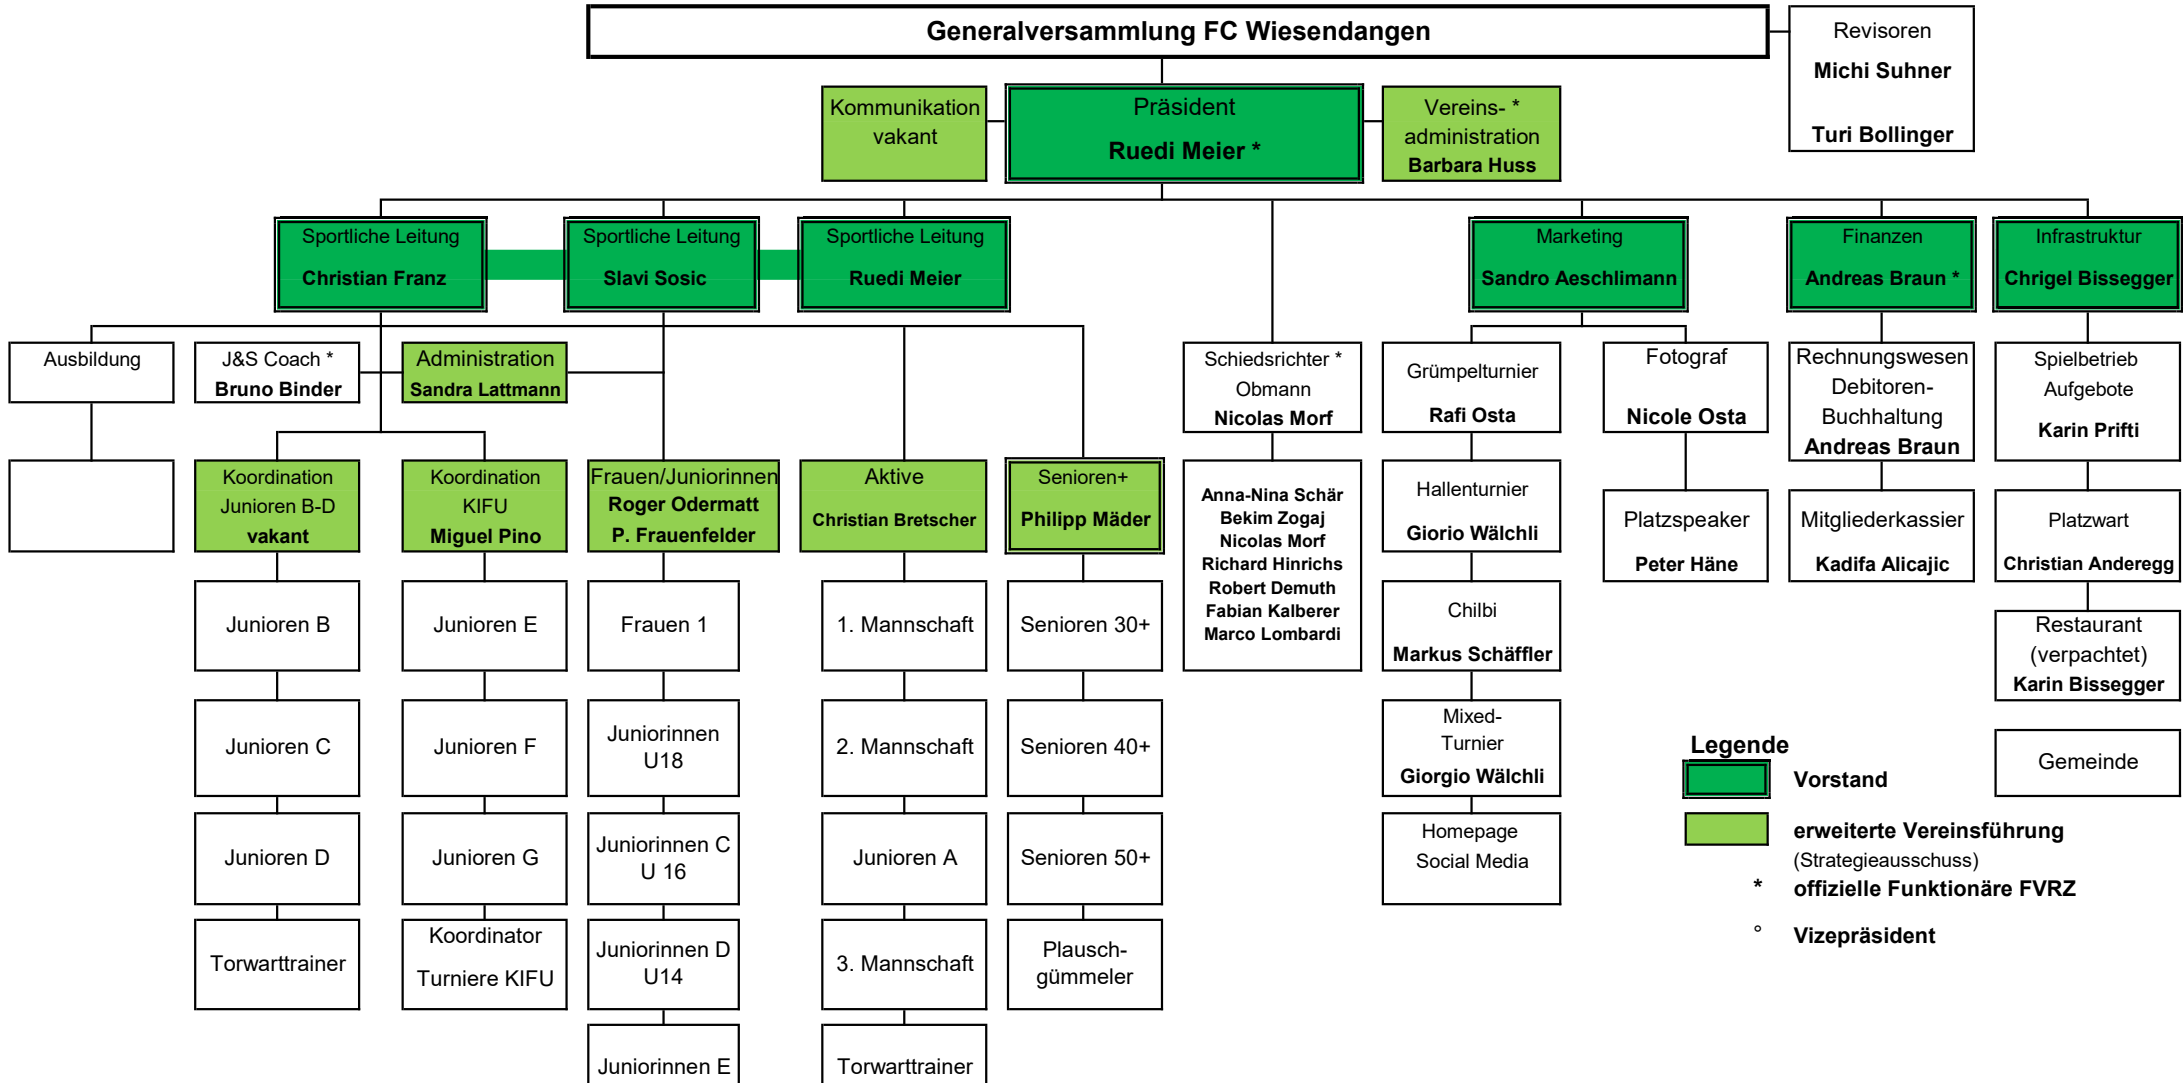 Generalversammlung FC Wiesendangen
Revisoren
Michi Suhner
Turi Bollinger
Kommunikation
vakant
Präsident
Ruedi Meier *
Vereins- *
administration
Barbara Huss
Sportliche Leitung
Christian Franz
Sportliche Leitung
Slavi Sosic
Sportliche Leitung
Ruedi Meier
Marketing
Sandro Aeschlimann
Finanzen
Andreas Braun *
Infrastruktur
Chrigel Bissegger
Ausbildung
J&S Coach *
Bruno Binder
Administration
Sandra Lattmann
Schiedsrichter *
Obmann
Nicolas Morf
Grümpelturnier
Rafi Osta
Fotograf
Nicole Osta
Rechnungswesen
Debitoren-
Buchhaltung
Andreas Braun
Spielbetrieb
Aufgebote
Karin Prifti
Koordination
Junioren B-D
vakant
Koordination
KIFU
Miguel Pino
Frauen/Juniorinnen
Roger Odermatt
P. Frauenfelder
Aktive
Christian Bretscher
Senioren+
Philipp Mäder
Anna-Nina Schär
Bekim Zogaj
Nicolas Morf
Richard Hinrichs
Robert Demuth
Fabian Kalberer
Marco Lombardi
Hallenturnier
Giorio Wälchli
Platzspeaker
Peter Häne
Mitgliederkassier
Kadifa Alicajic
Platzwart
Christian Anderegg
Junioren B
Junioren E
Frauen 1
1. Mannschaft
Senioren 30+
Chilbi
Markus Schäffler
Restaurant
(verpachtet)
Karin Bissegger
Junioren C
Junioren F
Juniorinnen
U18
2. Mannschaft
Senioren 40+
Mixed-
Turnier
Giorgio Wälchli
Gemeinde
Junioren D
Junioren G
Juniorinnen C
U 16
Junioren A
Senioren 50+
Homepage
Social Media
Torwarttrainer
Koordinator
Turniere KIFU
Juniorinnen D
U14
3. Mannschaft
Plausch-
gümmeler
Juniorinnen E
Torwarttrainer
Legende
Vorstand
erweiterte Vereinsführung
(Strategieausschuss)
* offizielle Funktionäre FVRZ
° Vizepräsident